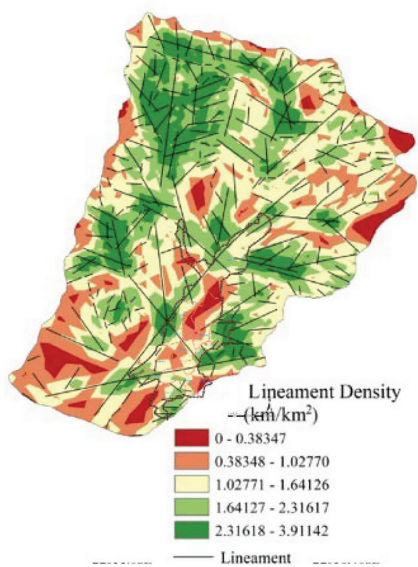 Lineament Density
(km/km²)
0 - 0.38347
0.38348 - 1.02770
1.02771 - 1.64126
1.64127 - 2.31617
2.31618 - 3.91142
Lineament